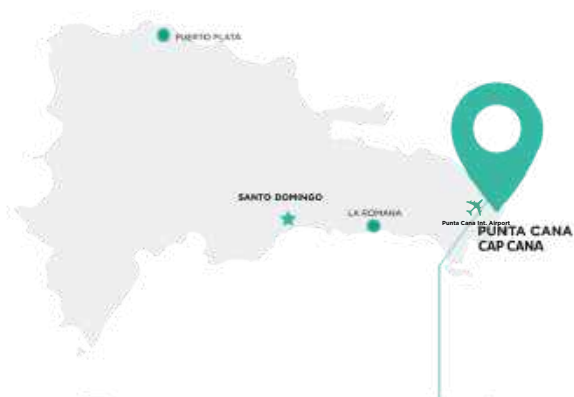 PUERTO PLATA
SANTO DOMINGO
LA ROMANA
Punta Cana Int. Airport
PUNTA CANA
CAP CANA